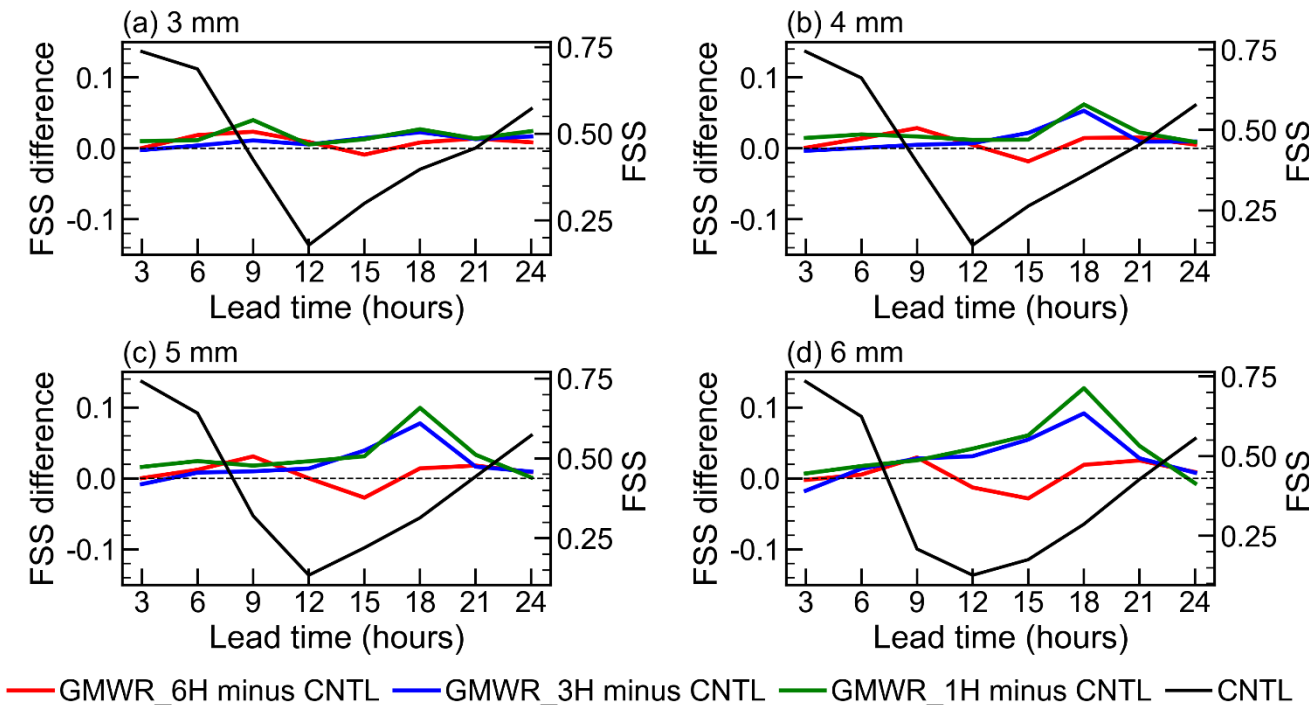 (a) 3 mm
FSS difference
0.1
0.0
-0.1
0.75
0.50
0.25
FSS
3 6 9 12 15 18 21 24
Lead time (hours)
(b) 4 mm
FSS difference
0.1
0.0
-0.1
0.75
0.50
0.25
FSS
3 6 9 12 15 18 21 24
Lead time (hours)
(c) 5 mm
FSS difference
0.1
0.0
-0.1
0.75
0.50
0.25
FSS
3 6 9 12 15 18 21 24
Lead time (hours)
(d) 6 mm
FSS difference
0.1
0.0
-0.1
0.75
0.50
0.25
FSS
3 6 9 12 15 18 21 24
Lead time (hours)
GMWR_6H minus CNTL GMWR_3H minus CNTL GMWR_1H minus CNTL CNTL